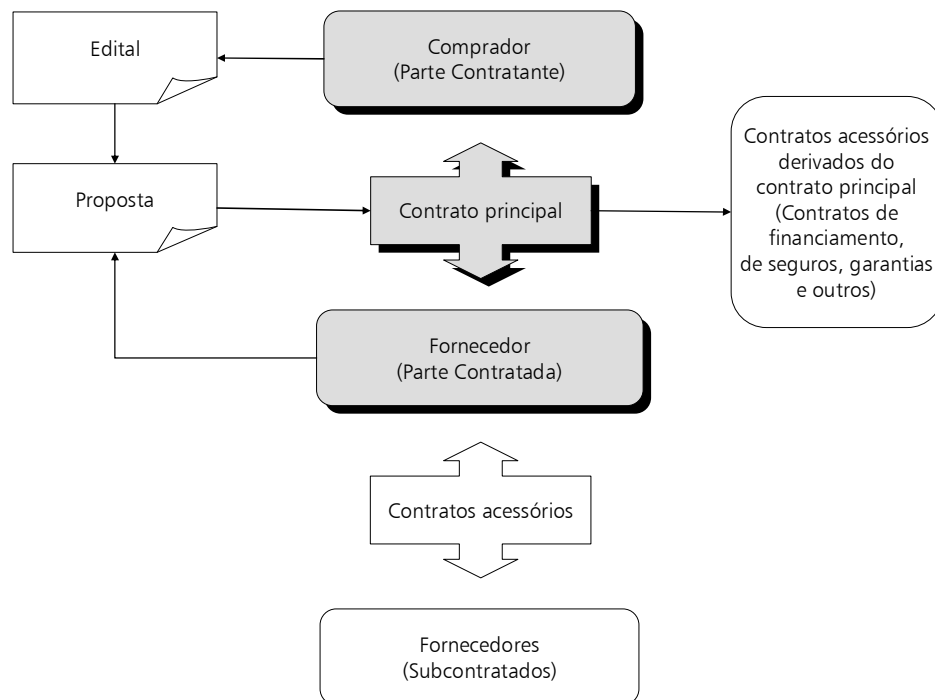 Edital
Comprador
(Parte Contratante)
Proposta
Contrato principal
Contratos acessórios
derivados do
contrato principal
(Contratos de
financiamento,
de seguros, garantias
e outros)
Fornecedor
(Parte Contratada)
Contratos acessórios
Fornecedores
(Subcontratados)